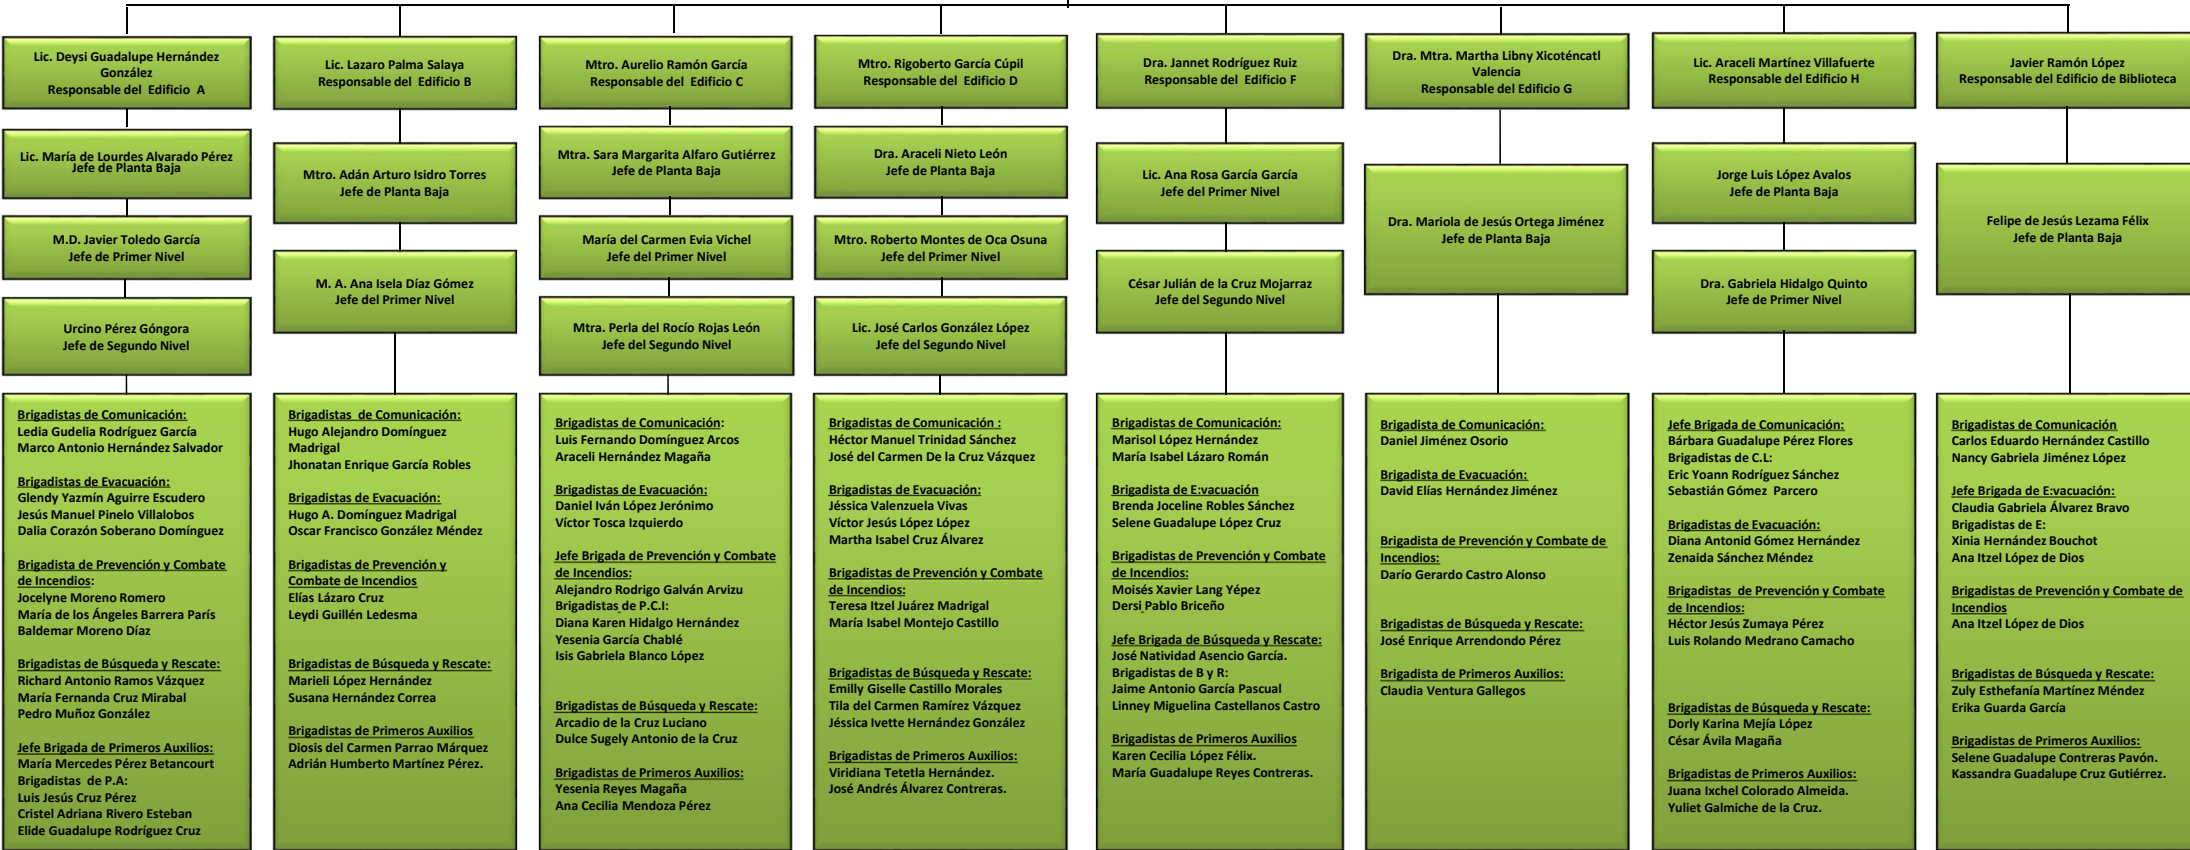 Lic. Deysi Guadalupe Hernández
González
Responsable del Edificio A
Lic. María de Lourdes Alvarado Pérez
Jefe de Planta Baja
M.D. Javier Toledo García
Jefe de Primer Nivel
Urcino Pérez Góngora
Jefe de Segundo Nivel
Brigadistas de Comunicación:
Ledia Gudelia Rodríguez García
Marco Antonio Hernández Salvador
Brigadistas de Evacuación:
Glendy Yazmín Aguirre Escudero
Jesús Manuel Pinelo Villalobos
Dalia Corazón Soberano Domínguez
Brigadista de Prevención y Combate
de Incendios:
Jocelyne Moreno Romero
María de los Ángeles Barrera París
Baldemar Moreno Díaz
Brigadistas de Búsqueda y Rescate:
Richard Antonio Ramos Vázquez
María Fernanda Cruz Mirabal
Pedro Muñoz González
Jefe Brigada de Primeros Auxilios:
María Mercedes Pérez Betancourt
Brigadistas de P.A:
Luis Jesús Cruz Pérez
Cristel Adriana Rivero Esteban
Elide Guadalupe Rodríguez Cruz
Lic. Lazaro Palma Salaya
Responsable del Edificio B
Mtro. Adán Arturo Isidro Torres
Jefe de Planta Baja
M. A. Ana Isela Díaz Gómez
Jefe del Primer Nivel
Brigadistas de Comunicación:
Hugo Alejandro Domínguez
Madrigal
Jhonatan Enrique García Robles
Brigadistas de Evacuación:
Hugo A. Domínguez Madrigal
Oscar Francisco González Méndez
Brigadistas de Prevención y
Combate de Incendios
Elías Lázaro Cruz
Leydi Guillén Ledesma
Brigadistas de Búsqueda y Rescate:
Marieli López Hernández
Susana Hernández Correa
Brigadistas de Primeros Auxilios
Diosis del Carmen Parrao Márquez
Adrián Humberto Martínez Pérez.
Mtro. Aurelio Ramón García
Responsable del Edificio C
Mtra. Sara Margarita Alfaro Gutiérrez
Jefe de Planta Baja
María del Carmen Evia Vichel
Jefe del Primer Nivel
Mtra. Perla del Rocío Rojas León
Jefe del Segundo Nivel
Brigadistas de Comunicación:
Luis Fernando Domínguez Arcos
Araceli Hernández Magaña
Brigadistas de Evacuación:
Daniel Iván López Jerónimo
Víctor Tosca Izquierdo
Jefe Brigada de Prevención y Combate
de Incendios:
Alejandro Rodrigo Galván Arvizu
Brigadistas de P.C.I:
Diana Karen Hidalgo Hernández
Yesenia García Chablé
Isis Gabriela Blanco López
Brigadistas de Búsqueda y Rescate:
Arcadio de la Cruz Luciano
Dulce Sugely Antonio de la Cruz
Brigadistas de Primeros Auxilios:
Yesenia Reyes Magaña
Ana Cecilia Mendoza Pérez
Mtro. Rigoberto García Cúpil
Responsable del Edificio D
Dra. Araceli Nieto León
Jefe de Planta Baja
Mtro. Roberto Montes de Oca Osuna
Jefe del Primer Nivel
Lic. José Carlos González López
Jefe del Segundo Nivel
Brigadistas de Comunicación :
Héctor Manuel Trinidad Sánchez
José del Carmen De la Cruz Vázquez
Brigadistas de Evacuación:
Jéssica Valenzuela Vivas
Víctor Jesús López López
Martha Isabel Cruz Álvarez
Brigadistas de Prevención y Combate
de Incendios:
Teresa Itzel Juárez Madrigal
María Isabel Montejo Castillo
Brigadistas de Búsqueda y Rescate:
Emilly Giselle Castillo Morales
Tila del Carmen Ramírez Vázquez
Jéssica Ivette Hernández González
Brigadistas de Primeros Auxilios:
Viridiana Tetetla Hernández.
José Andrés Álvarez Contreras.
Dra. Jannet Rodríguez Ruiz
Responsable del Edificio F
Lic. Ana Rosa García García
Jefe del Primer Nivel
César Julián de la Cruz Mojarraz
Jefe del Segundo Nivel
Brigadistas de Comunicación:
Marisol López Hernández
María Isabel Lázaro Román
Brigadista de E:vacuación
Brenda Joceline Robles Sánchez
Selene Guadalupe López Cruz
Brigadistas de Prevención y Combate
de Incendios:
Moisés Xavier Lang Yépez
Dersi Pablo Briceño
Jefe Brigada de Búsqueda y Rescate:
José Natividad Asencio García.
Brigadistas de B y R:
Jaime Antonio García Pascual
Linney Miguelina Castellanos Castro
Brigadistas de Primeros Auxilios
Karen Cecilia López Félix.
María Guadalupe Reyes Contreras.
Dra. Mtra. Martha Libny Xicoténcatl
Valencia
Responsable del Edificio G
Dra. Mariola de Jesús Ortega Jiménez
Jefe de Planta Baja
Brigadista de Comunicación:
Daniel Jiménez Osorio
Brigadista de Evacuación:
David Elías Hernández Jiménez
Brigadista de Prevención y Combate de
Incendios:
Darío Gerardo Castro Alonso
Brigadistas de Búsqueda y Rescate:
José Enrique Arrendondo Pérez
Brigadista de Primeros Auxilios:
Claudia Ventura Gallegos
Lic. Araceli Martínez Villafuerte
Responsable del Edificio H
Jorge Luis López Avalos
Jefe de Planta Baja
Dra. Gabriela Hidalgo Quinto
Jefe de Primer Nivel
Jefe Brigada de Comunicación:
Bárbara Guadalupe Pérez Flores
Brigadistas de C.L:
Eric Yoann Rodríguez Sánchez
Sebastián Gómez Parcero
Brigadistas de Evacuación:
Diana Antonid Gómez Hernández
Zenaida Sánchez Méndez
Brigadistas de Prevención y Combate
de Incendios:
Héctor Jesús Zumaya Pérez
Luis Rolando Medrano Camacho
Brigadistas de Búsqueda y Rescate:
Dorly Karina Mejía López
César Ávila Magaña
Brigadistas de Primeros Auxilios:
Juana Ixchel Colorado Almeida.
Yuliet Galmiche de la Cruz.
Javier Ramón López
Responsable del Edificio de Biblioteca
Felipe de Jesús Lezama Félix
Jefe de Planta Baja
Brigadistas de Comunicación
Carlos Eduardo Hernández Castillo
Nancy Gabriela Jiménez López
Jefe Brigada de E:vacuación:
Claudia Gabriela Álvarez Bravo
Brigadistas de E:
Xinia Hernández Bouchot
Ana Itzel López de Dios
Brigadistas de Prevención y Combate de
Incendios
Ana Itzel López de Dios
Brigadistas de Búsqueda y Rescate:
Zuly Esthefanía Martínez Méndez
Erika Guarda García
Brigadistas de Primeros Auxilios:
Selene Guadalupe Contreras Pavón.
Kassandra Guadalupe Cruz Gutiérrez.